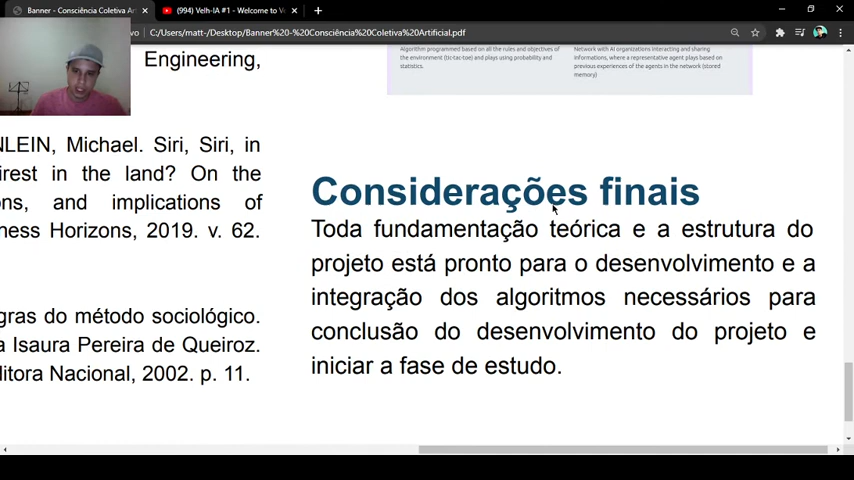 Banner - Consciência Coletiva Art
(994) Velh-IA #1 - Welcome to Ve
C:/Users/matt-/Desktop/Banner%20-%20Consciência%20Coletiva%20Artificial.pdf
Engineering,
NLEIN, Michael. Siri, Siri, in
irest in the land? On the
ons, and implications of
ness Horizons, 2019. v. 62.
gras do método sociológico.
a Isaura Pereira de Queiroz.
ditora Nacional, 2002. p. 11.
Algorithm programmed based on all the rules and objectives of
the environment (tic-tac-toe) and plays using probability and
statistics.
Network with AI organizations interacting and sharing
informations, where a representative agent plays based on
previous experiences of the agents in the network (stored
memory)
Considerações finais
Toda fundamentação teórica e a estrutura do
projeto está pronto para o desenvolvimento e a
integração dos algoritmos necessários para
conclusão do desenvolvimento do projeto e
iniciar a fase de estudo.